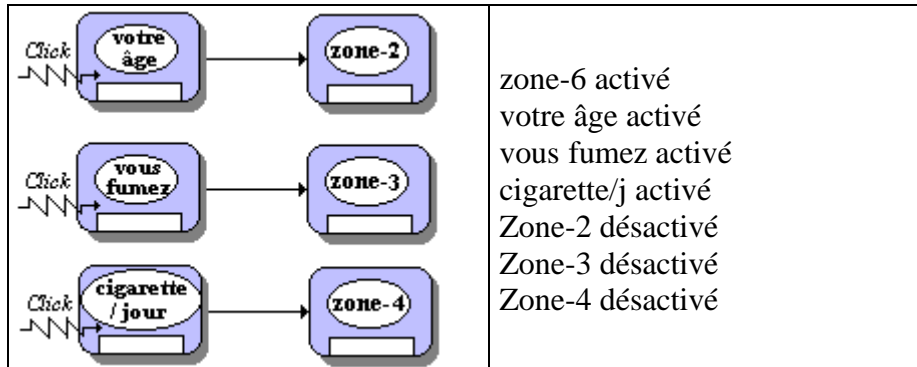 Click
votre
âge
zone-2
Click
vous
fumez
zone-3
Click
cigarette
/ jour
zone-4
zone-6 activé
votre âge activé
vous fumez activé
cigarette/j activé
Zone-2 désactivé
Zone-3 désactivé
Zone-4 désactivé